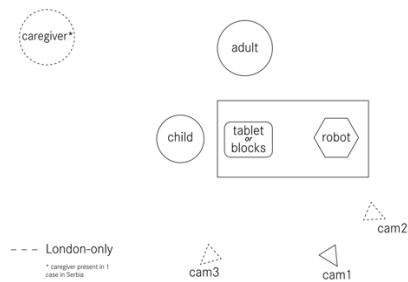 caregiver*
adult
child
tablet
or
blocks
robot
cam2
London-only
* caregiver present in 1
case in Serbia
cam3
cam1